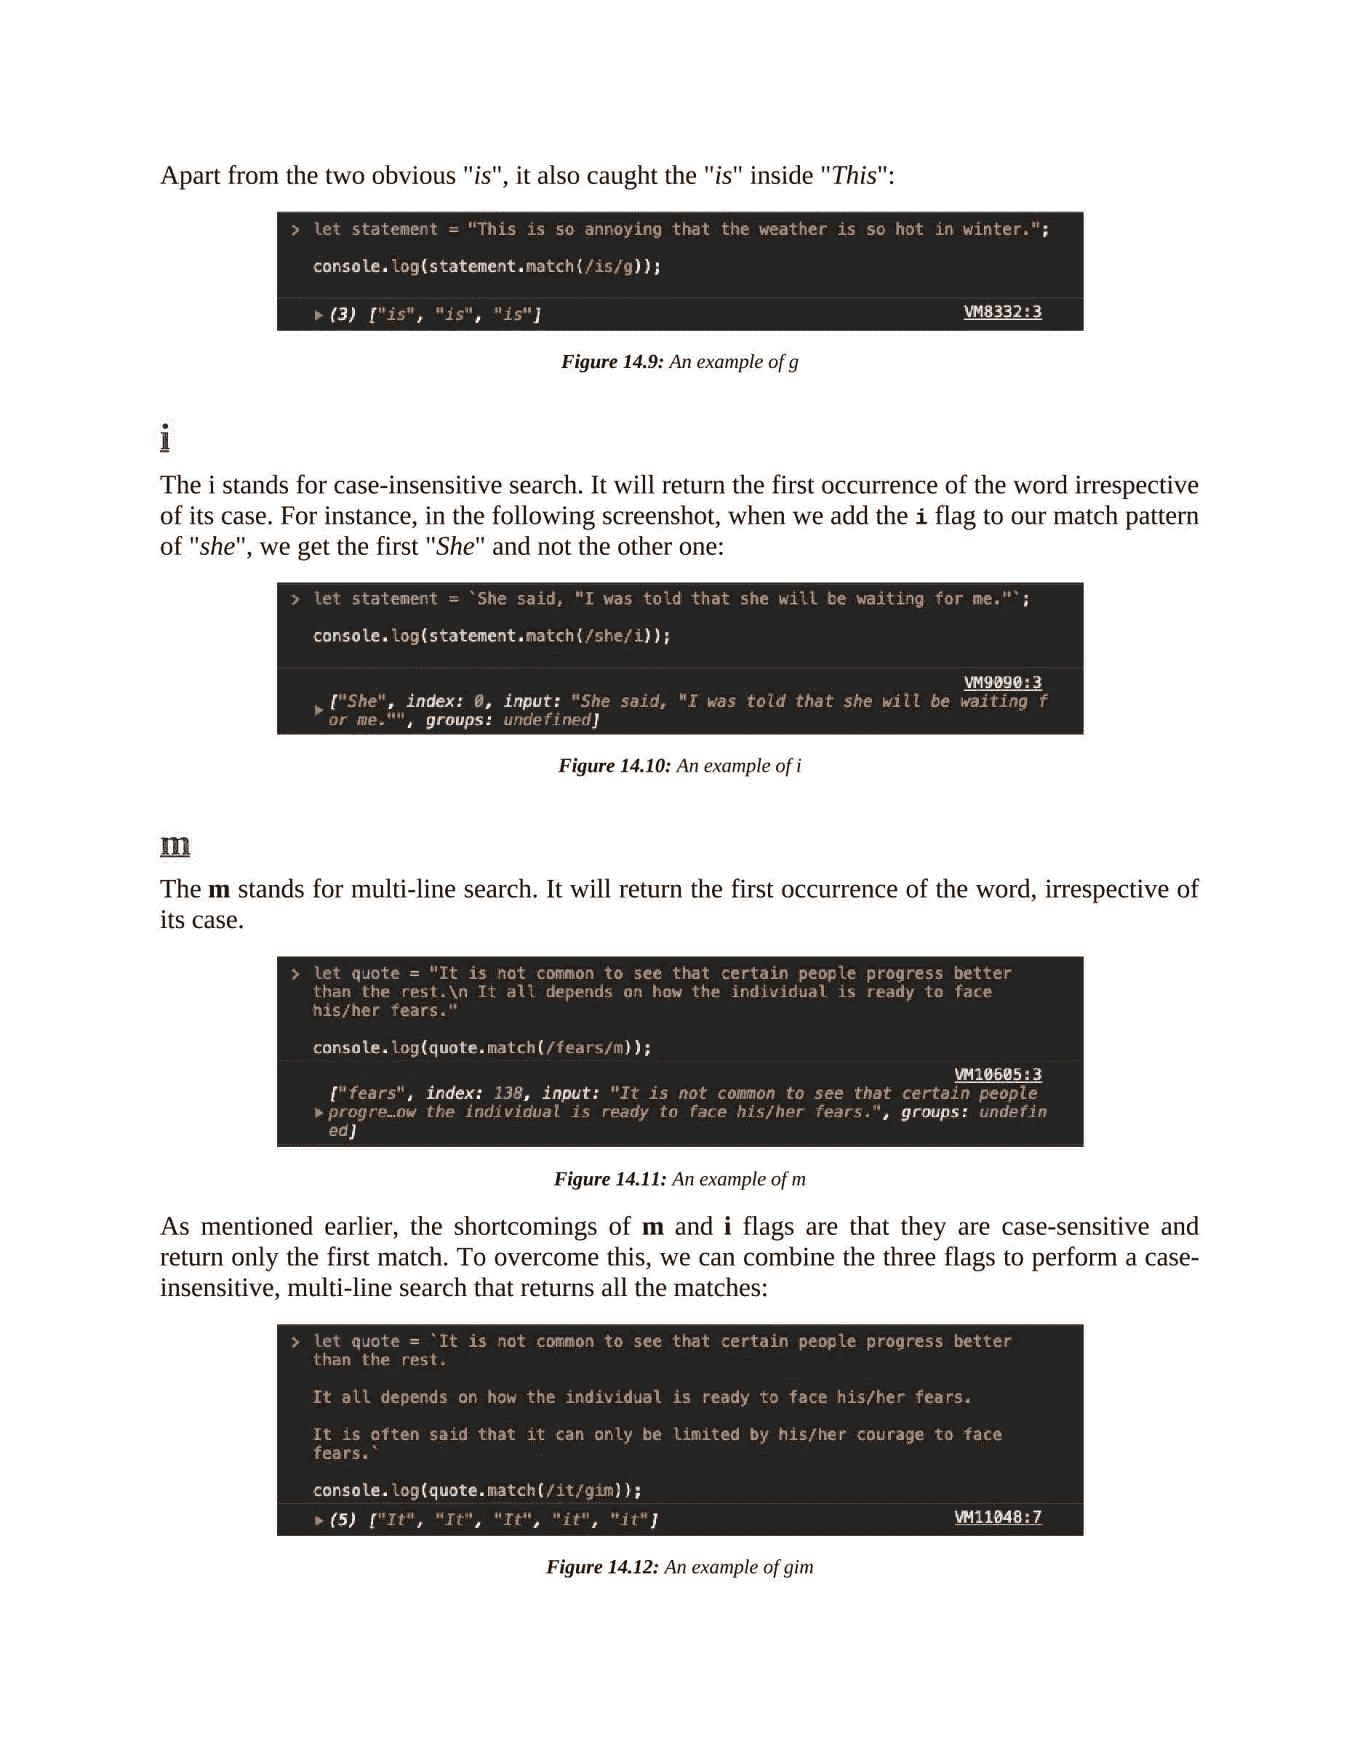 Apart from the two obvious "is", it also caught the "is" inside "This":
> let statement = "This is so annoying that the weather is so hot in winter.";
console.log(statement.match(/is/g));
▶(3) ["is", "is", "is"] VM8332:3
Figure 14.9: An example of g
i
The i stands for case-insensitive search. It will return the first occurrence of the word irrespective
of its case. For instance, in the following screenshot, when we add the i flag to our match pattern
of "she", we get the first "She" and not the other one:
> let statement = `She said, "I was told that she will be waiting for me."`;
console.log(statement.match(/she/i));
VM9090:3
["She", index: 0, input: "She said, "I was told that she will be waiting f
▶or me."", groups: undefined]
Figure 14.10: An example of i
m
The m stands for multi-line search. It will return the first occurrence of the word, irrespective of
its case.
> let quote = "It is not common to see that certain people progress better
than the rest.\n It all depends on how the individual is ready to face
his/her fears."
console.log(quote.match(/fears/m));
VM10605:3
["fears", index: 138, input: "It is not common to see that certain people
▶progre…ow the individual is ready to face his/her fears.", groups: undefin
ed]
Figure 14.11: An example of m
As mentioned earlier, the shortcomings of m and i flags are that they are case-sensitive and
return only the first match. To overcome this, we can combine the three flags to perform a case-
insensitive, multi-line search that returns all the matches:
> let quote = `It is not common to see that certain people progress better
than the rest.
It all depends on how the individual is ready to face his/her fears.
It is often said that it can only be limited by his/her courage to face
fears.`
console.log(quote.match(/it/gim));
▶(5) ["It", "It", "It", "it", "it"] VM11048:7
Figure 14.12: An example of gim